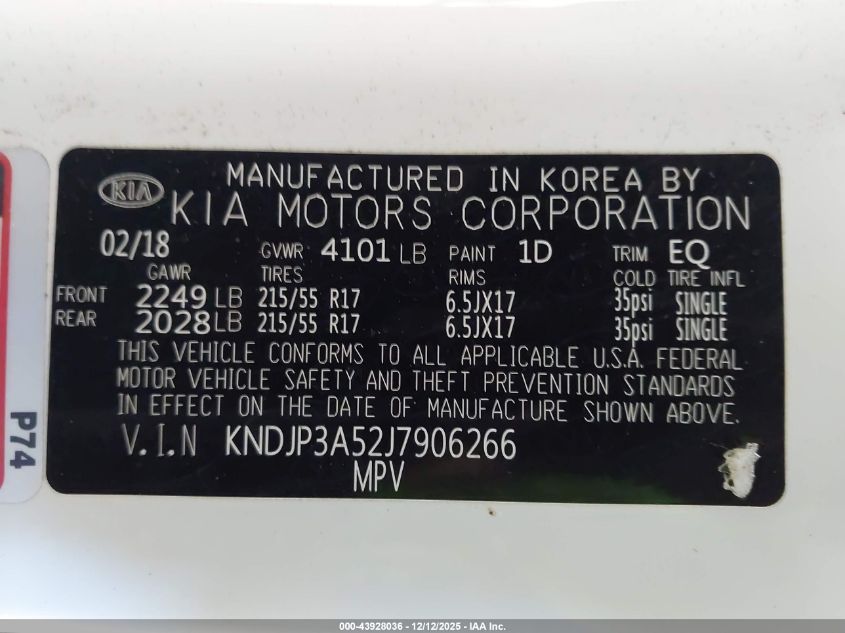 MANUFACTURED IN KOREA BY
KIA KIA MOTORS CORPORATION
02/18 GVWR 4101 LB PAINT 1D TRIM EQ
GAWR TIRES RIMS COLD TIRE INFL
FRONT 2249 LB 215/55 R17 6.5JX17 35psi SINGLE
REAR 2028 LB 215/55 R17 6.5JX17 35psi SINGLE
THIS VEHICLE CONFORMS TO ALL APPLICABLE U.S.A. FEDERAL
MOTOR VEHICLE SAFETY AND THEFT PREVENTION STANDARDS
IN EFFECT ON THE DATE OF MANUFACTURE SHOWN ABOVE.
V.I.N KNDJP3A52J7906266
MPV
P74
000-43928036 - 12/12/2025 - IAA Inc.